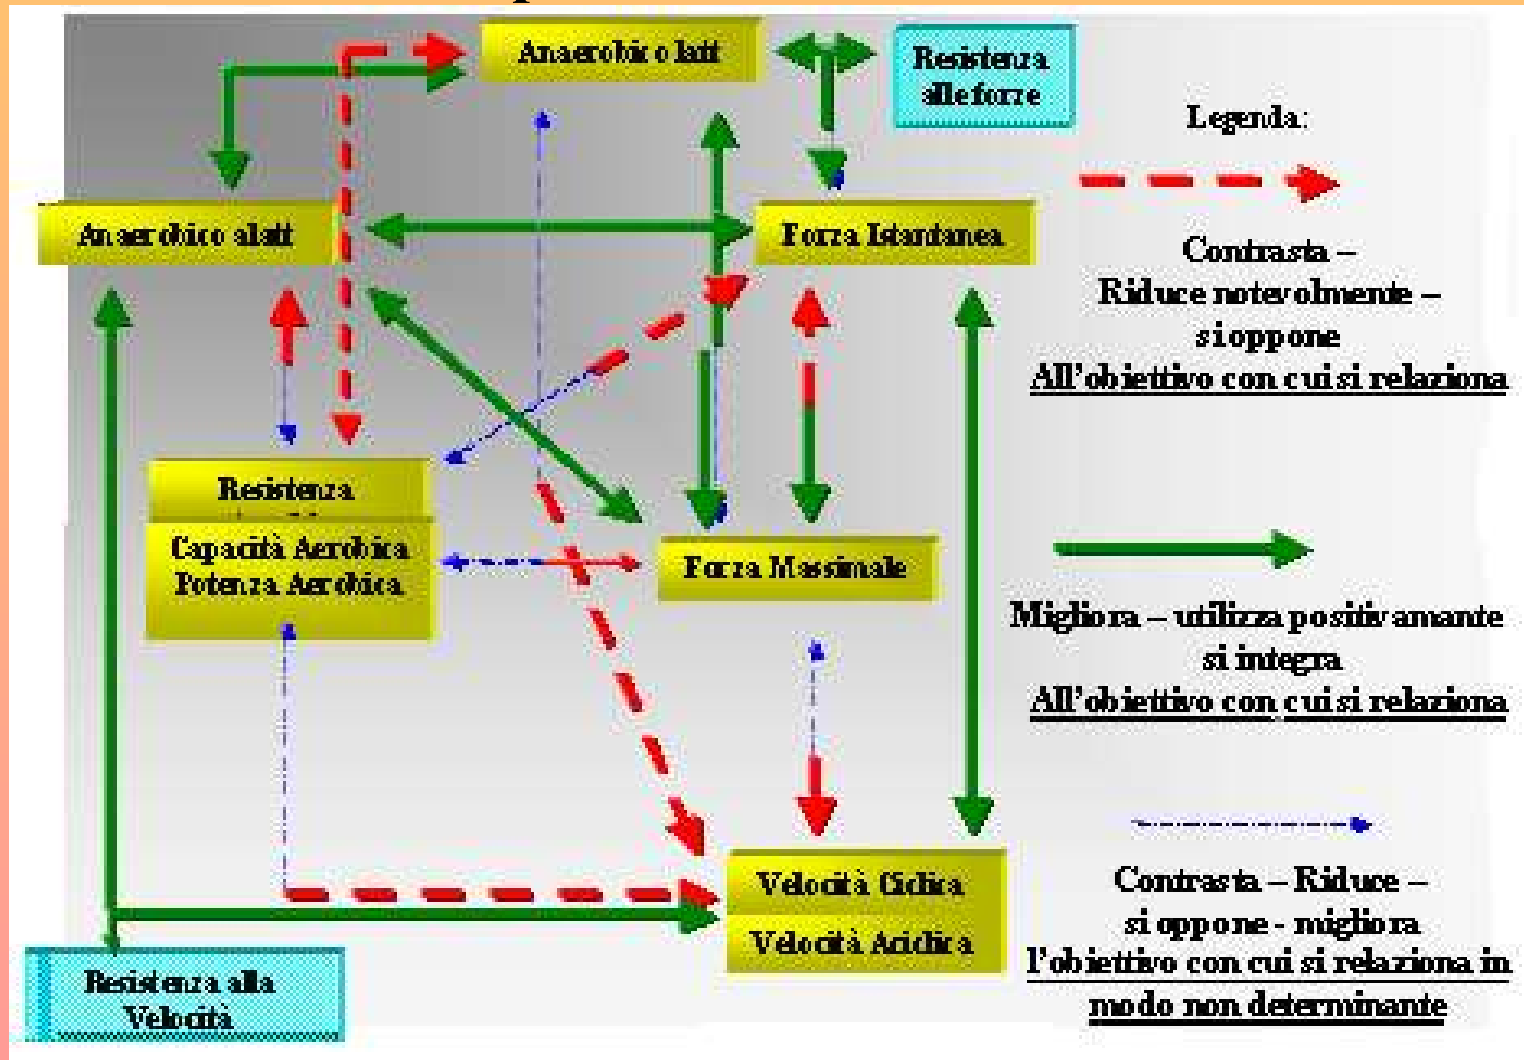 Anaerobico latt
Resistenza
alle forze
Legenda:
Anaerobico alatt
Forza Istantanea
Contrasta –
Riduce notevolmente –
si oppone
All'obiettivo con cui si relaziona
Resistenza
Capacità Aerobica
Potenza Aerobica
Forza Massimale
Migliora – utilizza positivamante
si integra
All'obiettivo con cui si relaziona
Velocità Ciclica
Velocità Aciclica
Contrasta – Riduce –
si oppone - migliora
l'obiettivo con cui si relaziona in
modo non determinante
Resistenza alla
Velocità